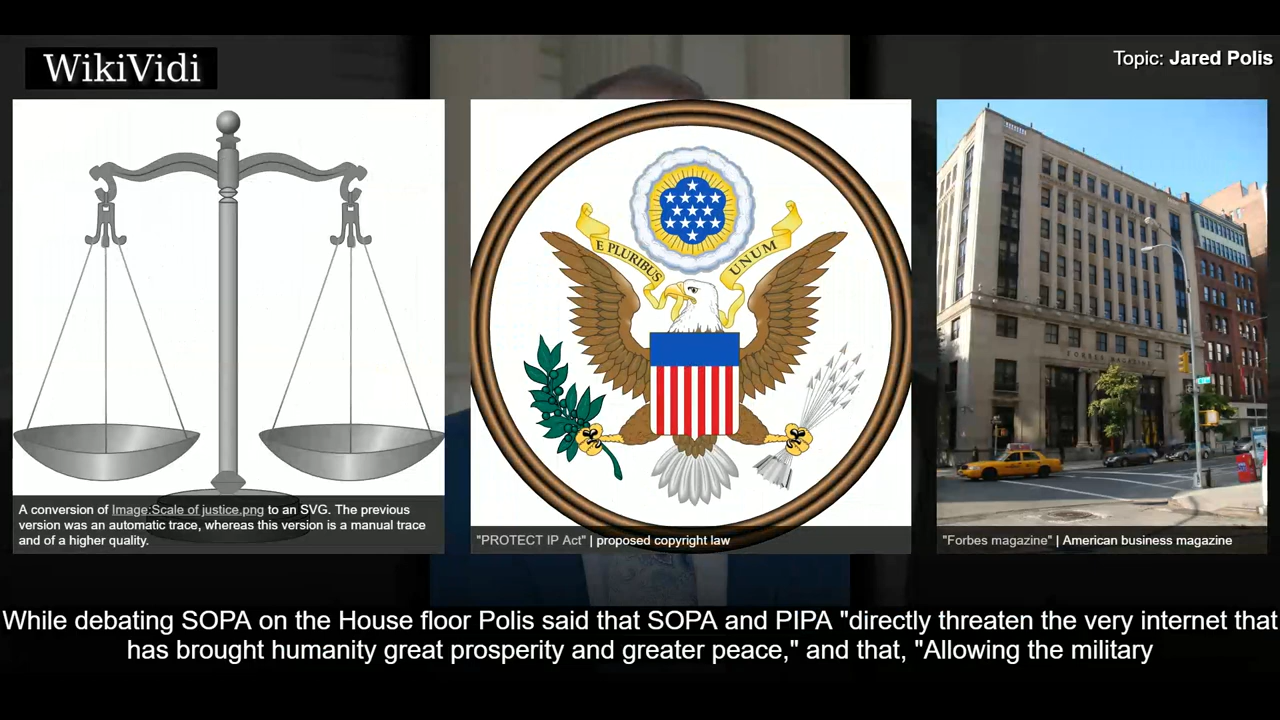 WikiVidi
Topic: Jared Polis
E PLURIBUS
UNUM
FORBES MAGAZINE
A conversion of Image:Scale of justice.png to an SVG. The previous
version was an automatic trace, whereas this version is a manual trace
and of a higher quality.
"PROTECT IP Act" | proposed copyright law
"Forbes magazine" | American business magazine
While debating SOPA on the House floor Polis said that SOPA and PIPA "directly threaten the very internet that
has brought humanity great prosperity and greater peace," and that, "Allowing the military